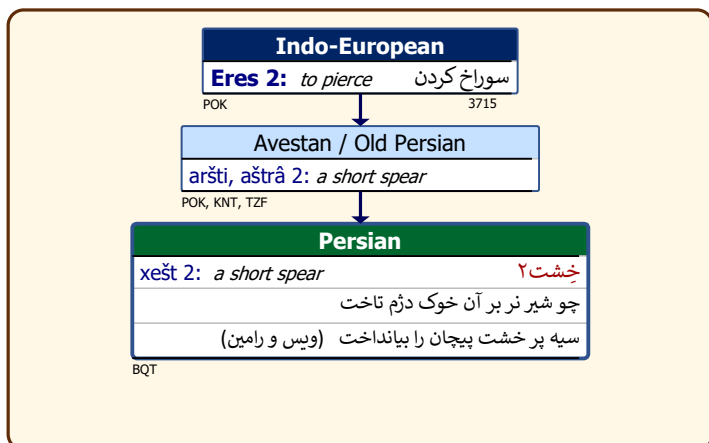 Indo-European
Eres 2: to pierce سوراخ کردن
POK 3715
Avestan / Old Persian
aršti, aštrâ 2: a short spear
POK, KNT, TZF
Persian
xešt 2: a short spear خِشت۲
چو شیر نر بر آن خوک دژم تاخت
سیه پر خشت پیچان را بیانداخت (ویس و رامین)
BQT